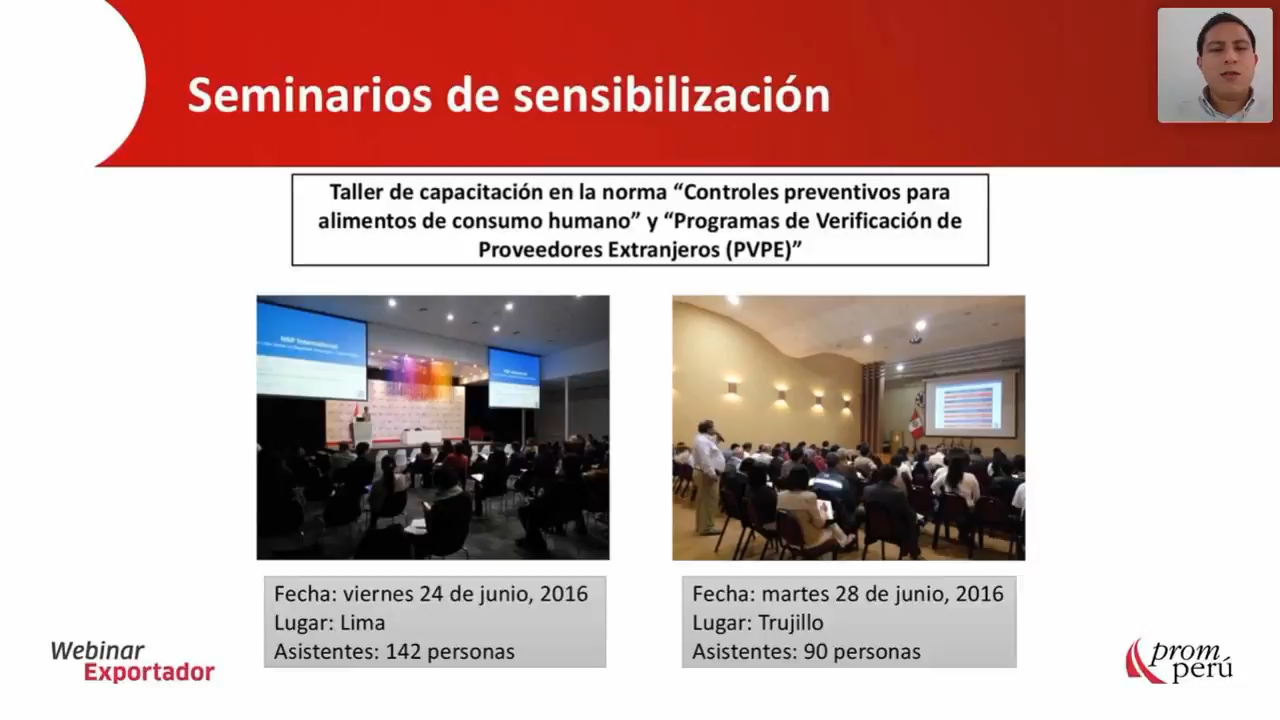 Seminarios de sensibilización
Taller de capacitación en la norma “Controles preventivos para
alimentos de consumo humano” y “Programas de Verificación de
Proveedores Extranjeros (PVPE)”
Fecha: viernes 24 de junio, 2016
Lugar: Lima
Asistentes: 142 personas
Fecha: martes 28 de junio, 2016
Lugar: Trujillo
Asistentes: 90 personas
Webinar
Exportador
prom
perú